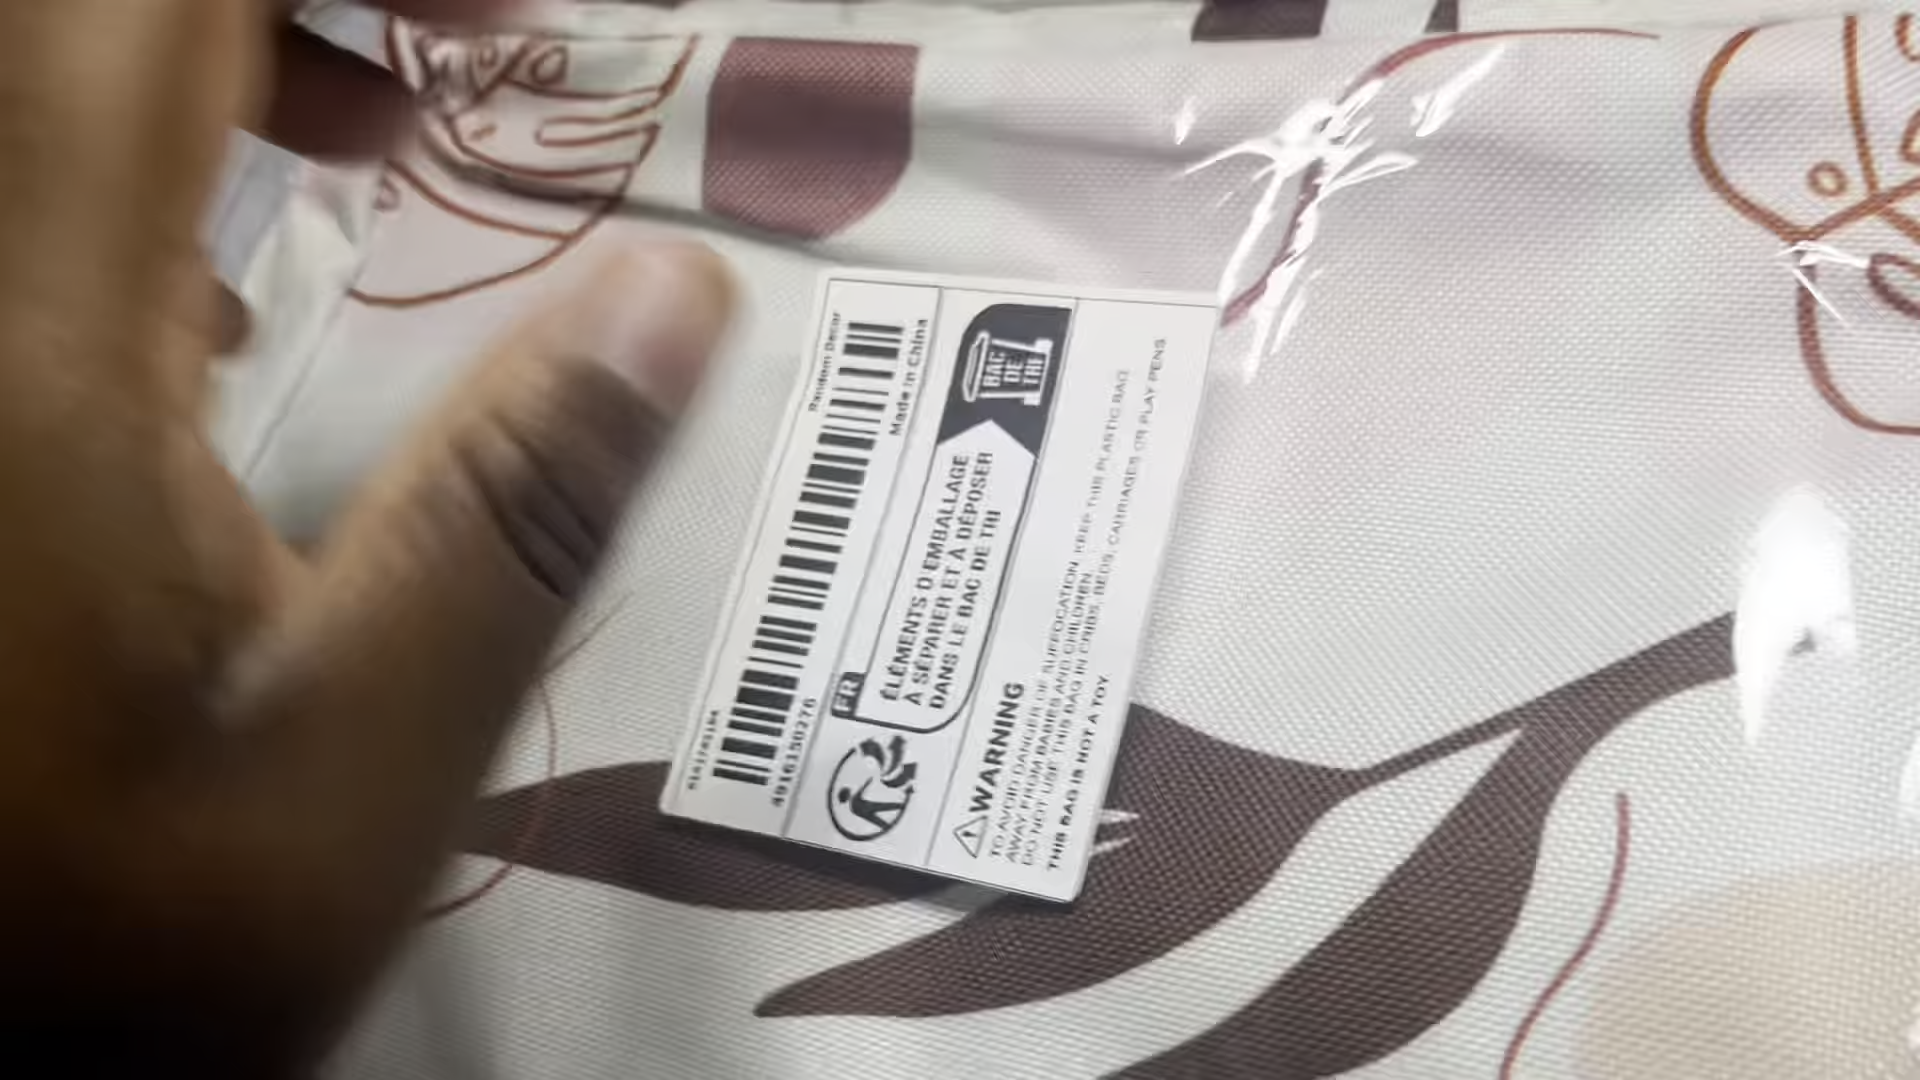 Random Decor
Made in China
4916150276
FR
ÉLÉMENTS D'EMBALLAGE
À SÉPARER ET À DÉPOSER
DANS LE BAC DE TRI
BAC
DE
TRI
WARNING
TO AVOID DANGER OF SUFFOCATION, KEEP THIS PLASTIC BAG
AWAY FROM BABIES AND CHILDREN.
DO NOT USE THIS BAG IN CRIBS, BEDS, CARRIAGES OR PLAY PENS
THIS BAG IS NOT A TOY